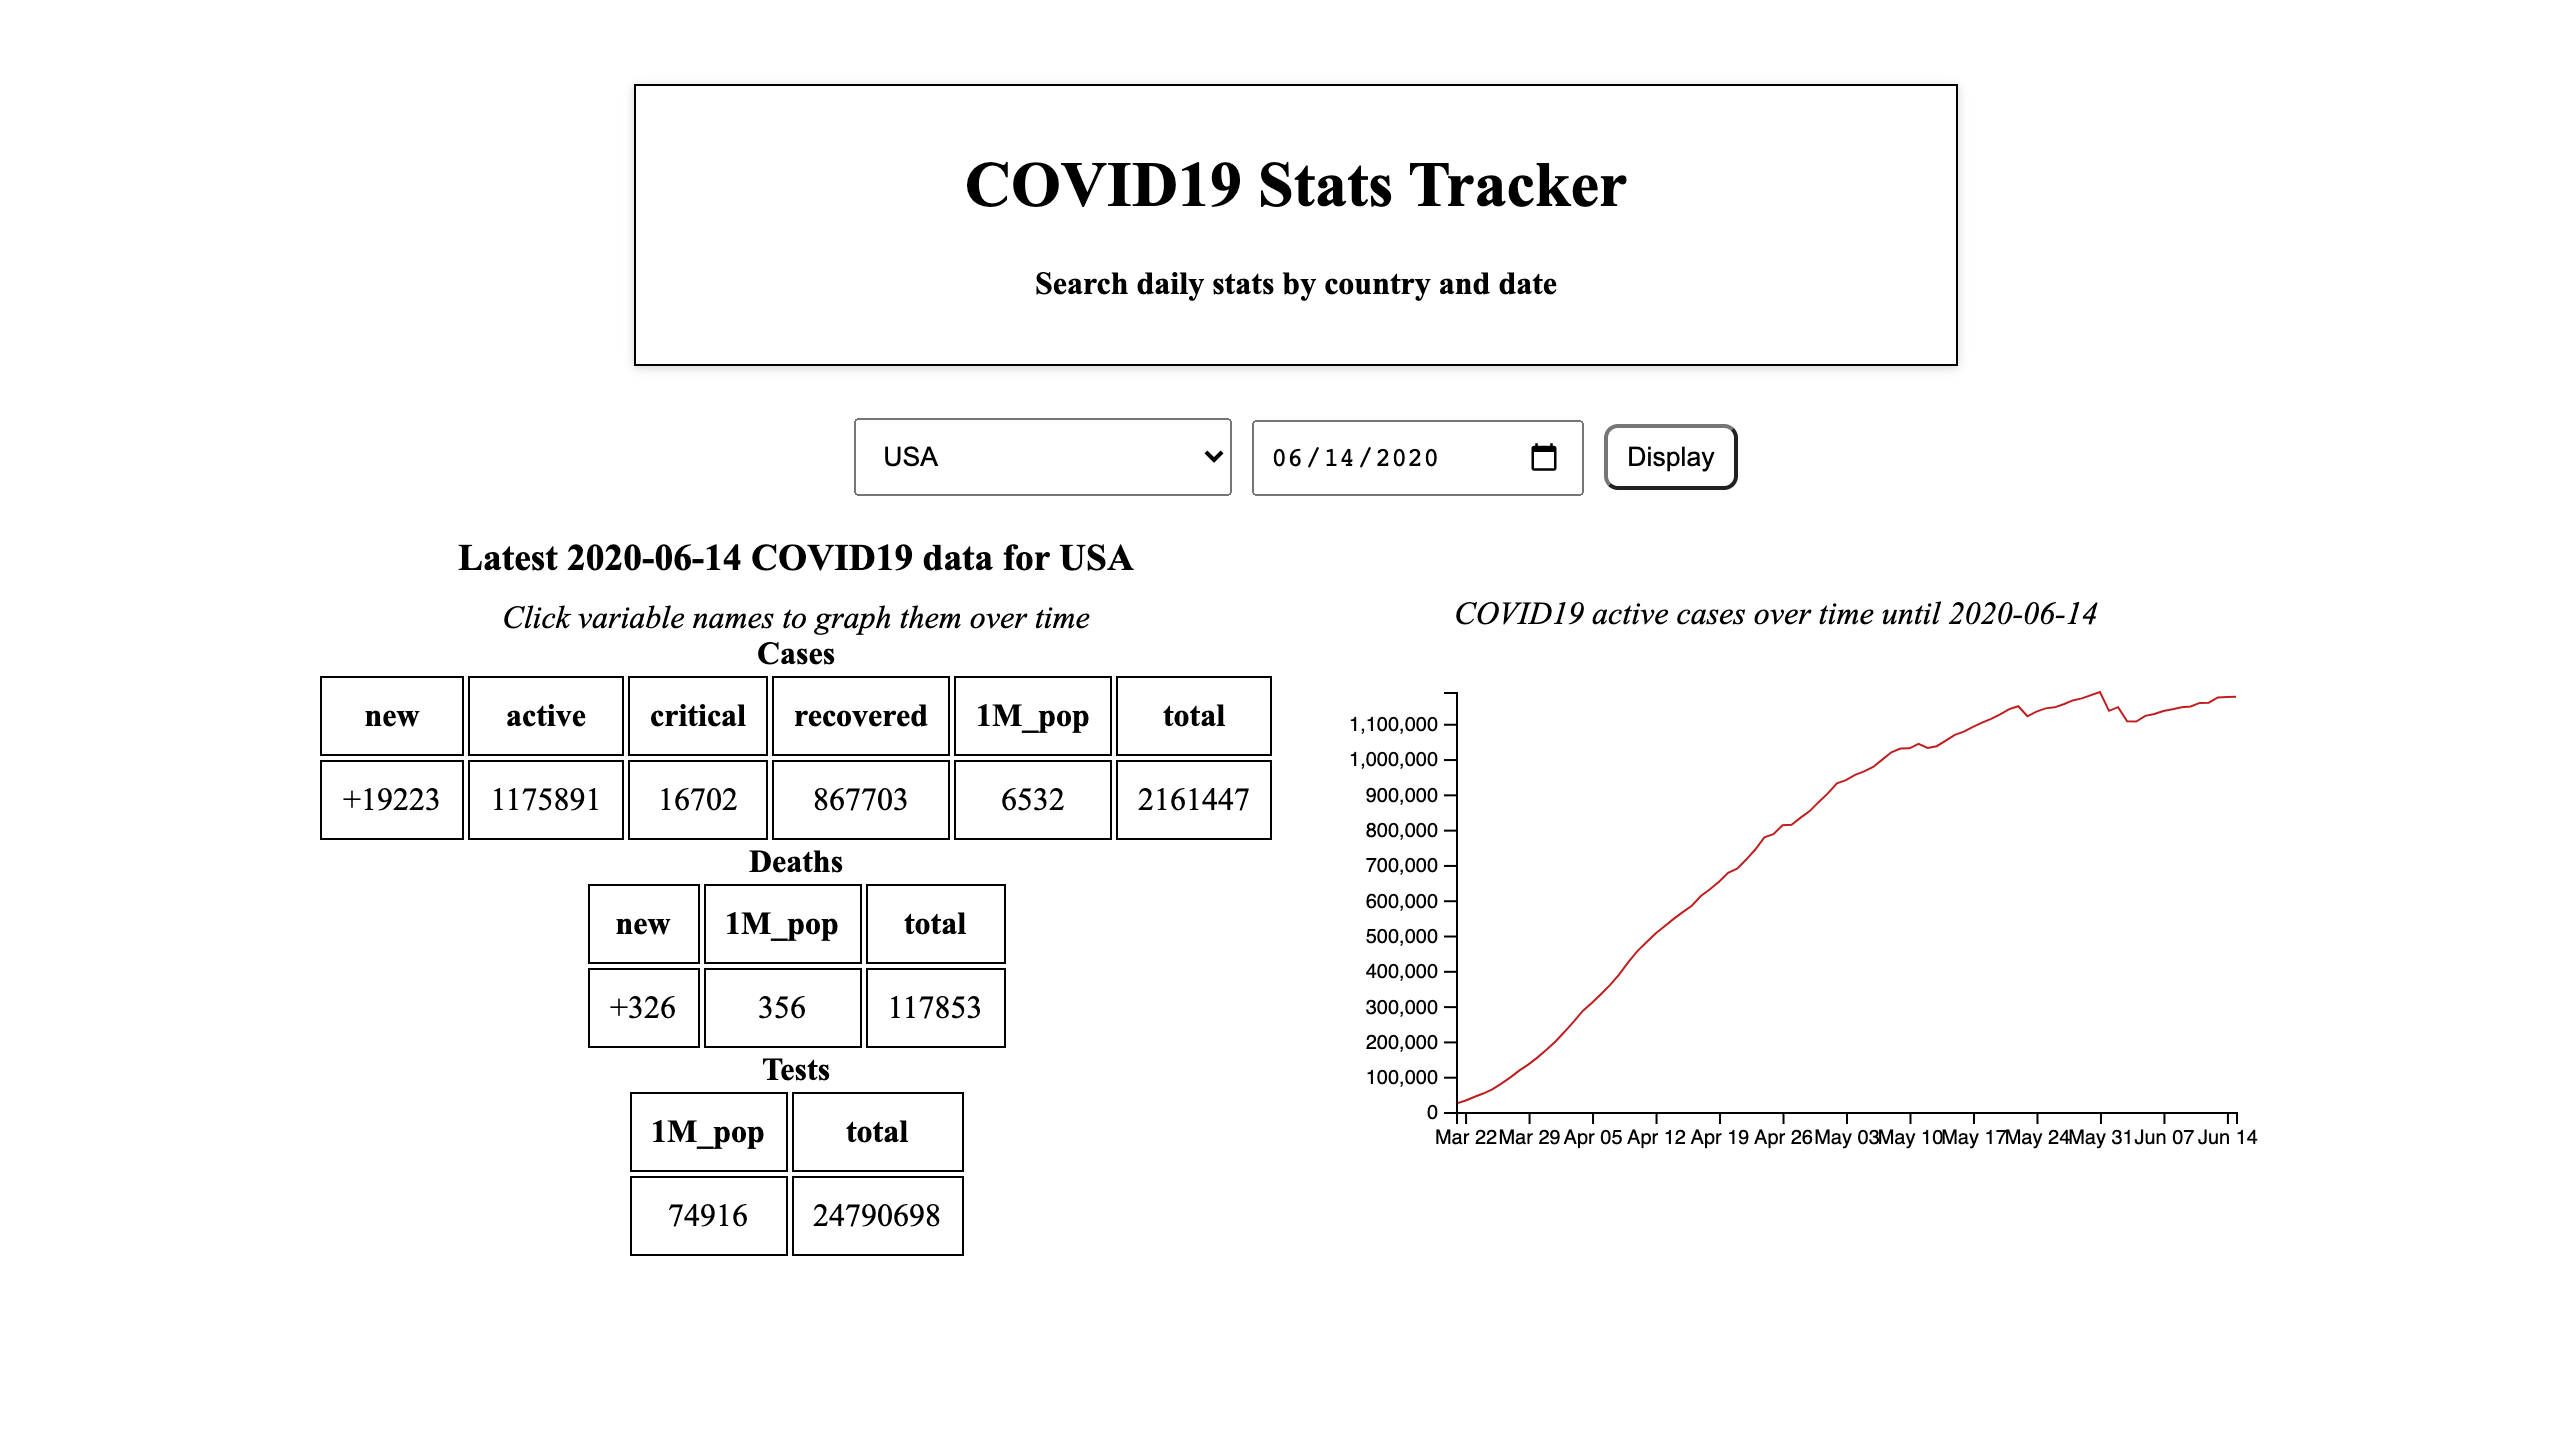 COVID19 Stats Tracker
Search daily stats by country and date
USA 06/14/2020 Display
Latest 2020-06-14 COVID19 data for USA
Click variable names to graph them over time
Cases
new active critical recovered 1M_pop total
+19223 1175891 16702 867703 6532 2161447
Deaths
new 1M_pop total
+326 356 117853
Tests
1M_pop total
74916 24790698
COVID19 active cases over time until 2020-06-14
1,100,000
1,000,000
900,000
800,000
700,000
600,000
500,000
400,000
300,000
200,000
100,000
0
Mar 22 Mar 29 Apr 05 Apr 12 Apr 19 Apr 26 May 03 May 10 May 17 May 24 May 31 Jun 07 Jun 14